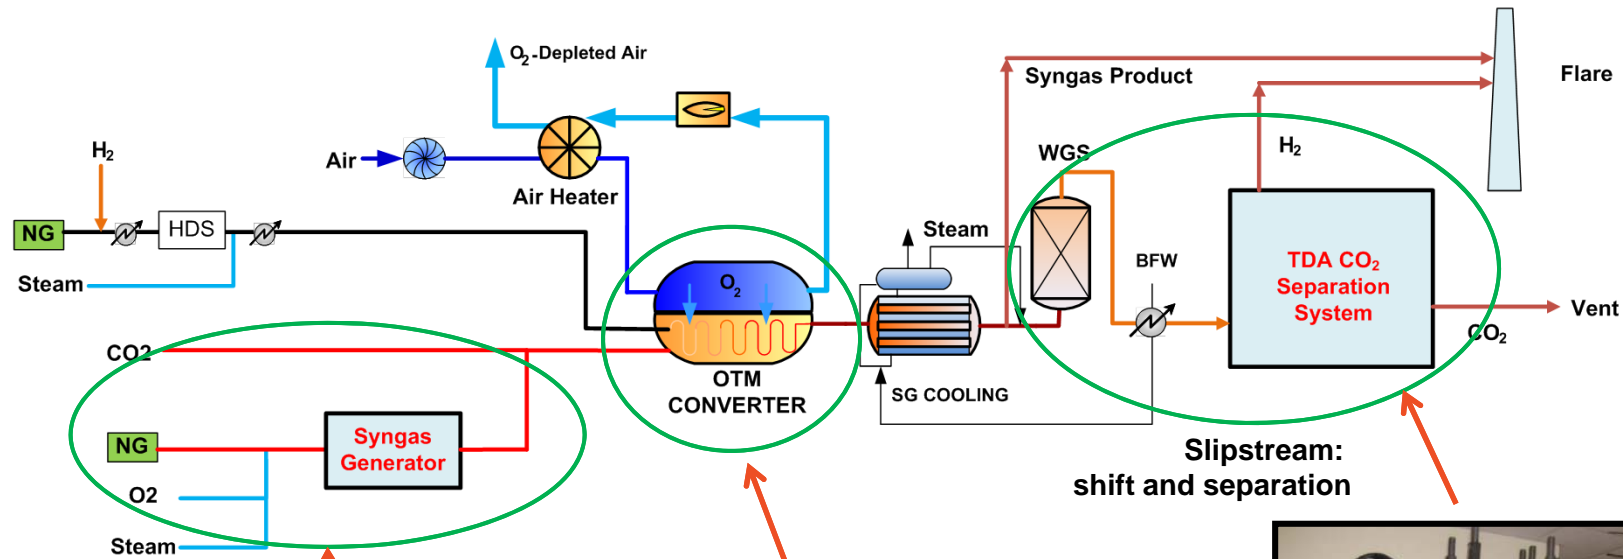 O2-Depleted Air
Syngas Product
Flare
H2
Air
Air Heater
WGS
H2
NG
HDS
Steam
Steam
O2
BFW
TDA CO2
Separation
System
Vent
CO2
CO2
OTM
CONVERTER
SG COOLING
NG
Syngas
Generator
O2
Steam
Slipstream:
shift and separation